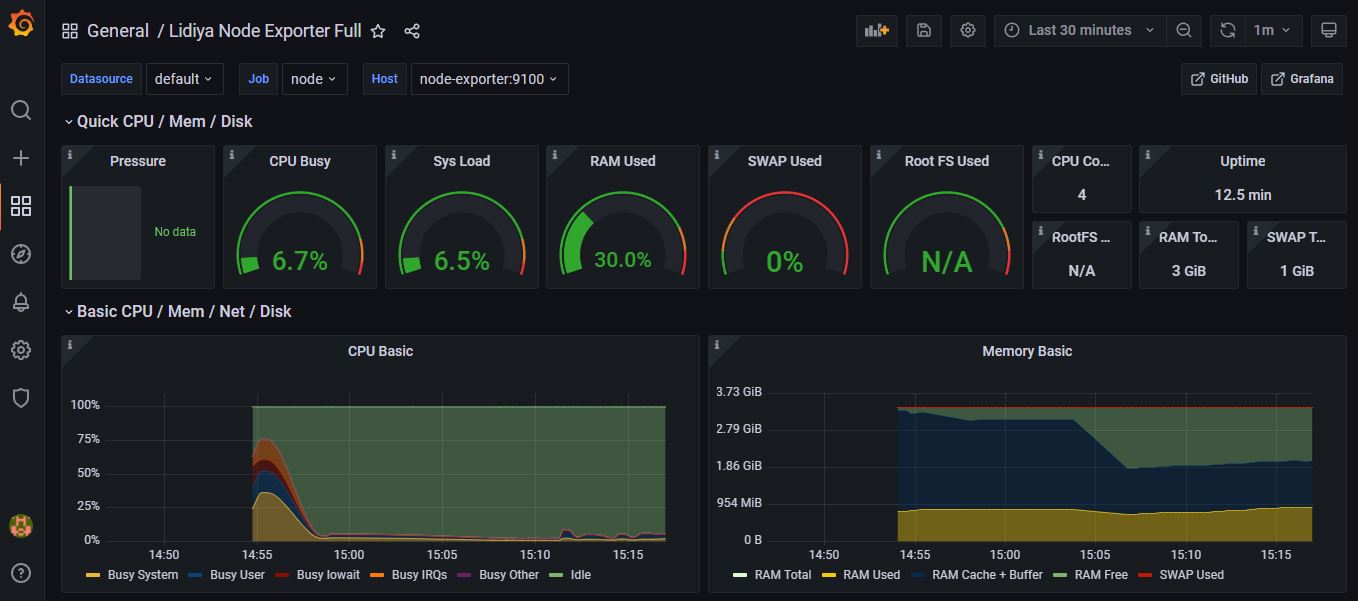 General / Lidiya Node Exporter Full
Last 30 minutes
1m
Datasource default Job node Host node-exporter:9100 GitHub Grafana
Quick CPU / Mem / Disk
Pressure
No data
CPU Busy
6.7%
Sys Load
6.5%
RAM Used
30.0%
SWAP Used
0%
Root FS Used
N/A
CPU Co...
4
Uptime
12.5 min
RootFS ...
N/A
RAM To...
3 GiB
SWAP T...
1 GiB
Basic CPU / Mem / Net / Disk
CPU Basic
100%
75%
50%
25%
0%
14:50 14:55 15:00 15:05 15:10 15:15
Busy System Busy User Busy Iowait Busy IRQs Busy Other Idle
Memory Basic
3.73 GiB
2.79 GiB
1.86 GiB
954 MiB
0 B
14:50 14:55 15:00 15:05 15:10 15:15
RAM Total RAM Used RAM Cache + Buffer RAM Free SWAP Used